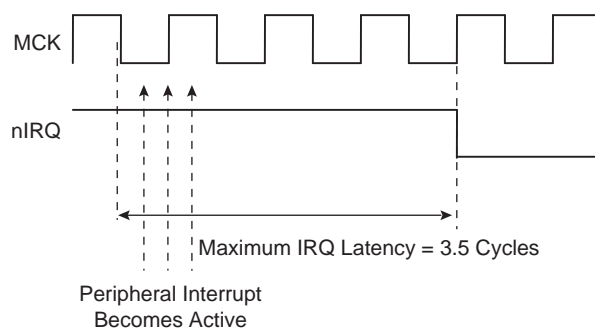 MCK
nIRQ
Maximum IRQ Latency = 3.5 Cycles
Peripheral Interrupt
Becomes Active